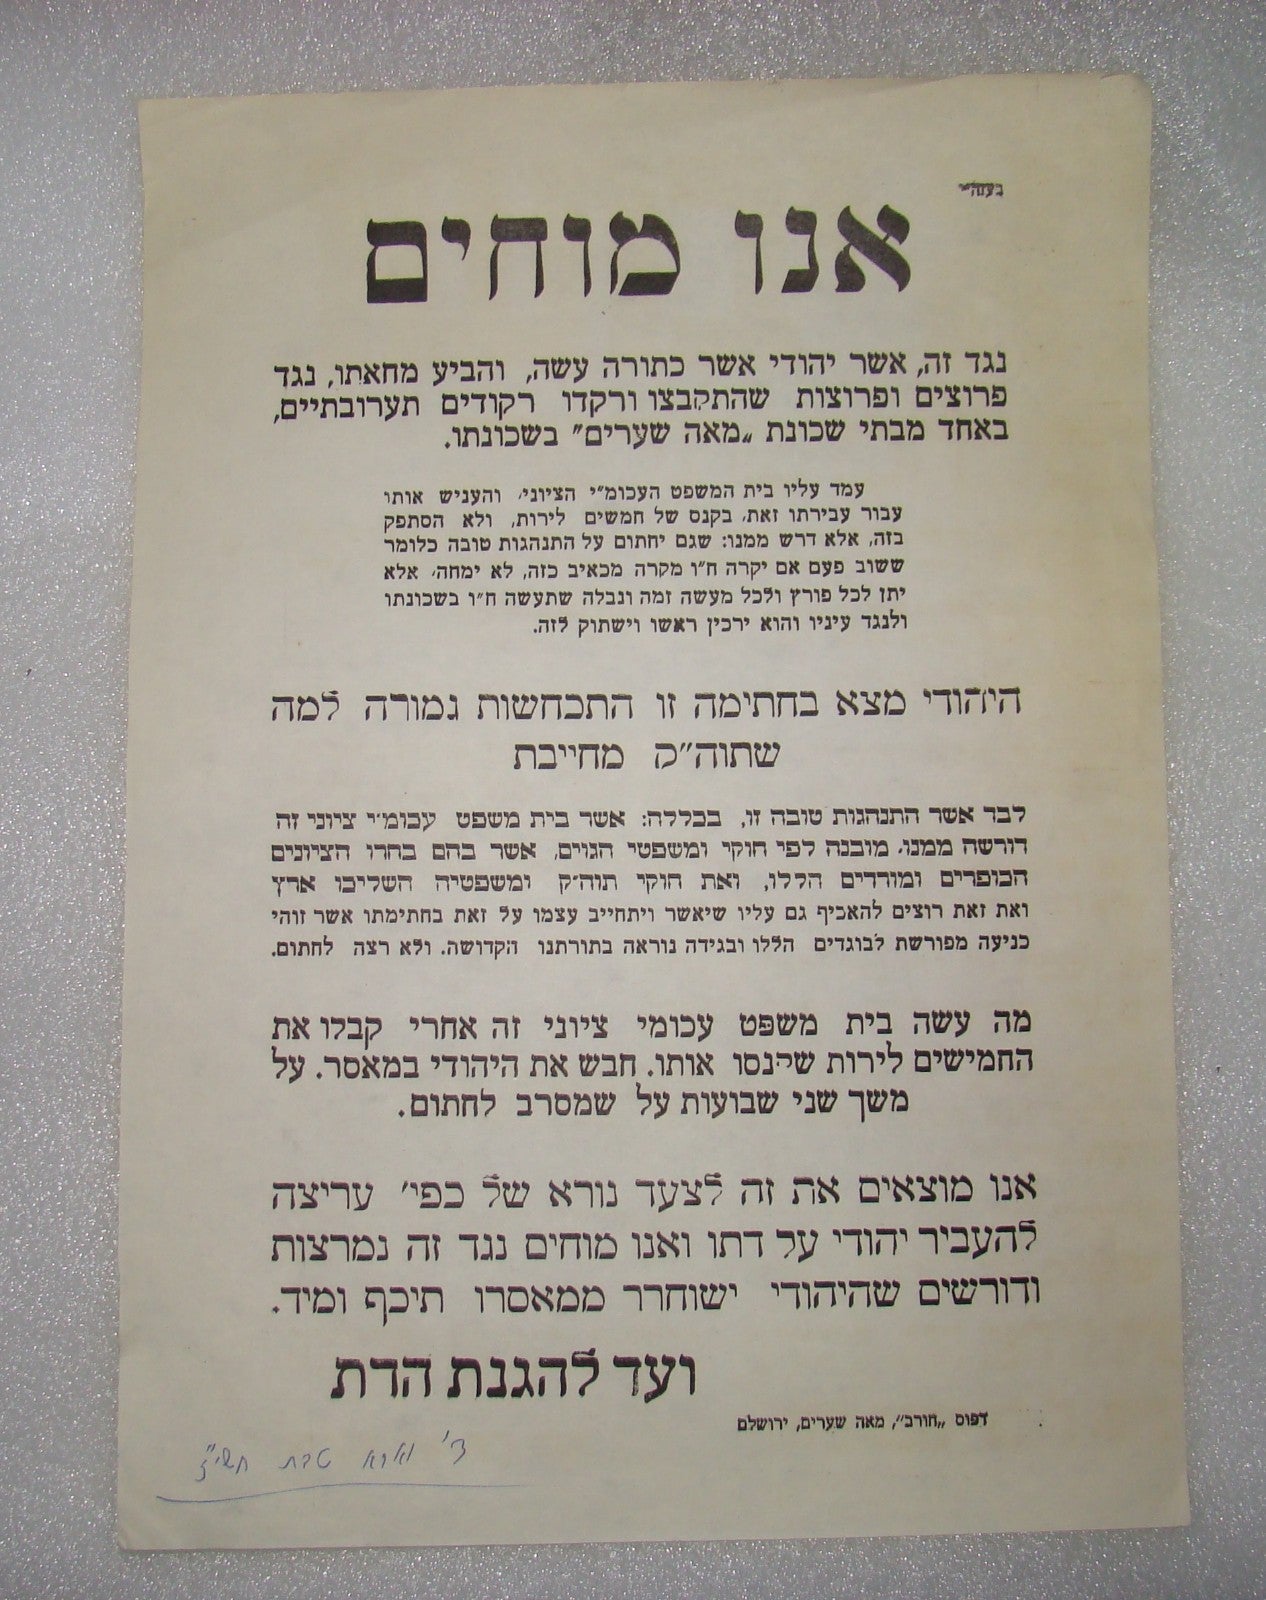 בעזה"י
אנו מוחים
נגד זה, אשר יהודי אשר כתורה עשה, והביע מחאתו, נגד
פרוצים ופרוצות שהתקבצו ורקדו רקודים תערובתיים,
באחד מבתי שכונת „מאה שערים" בשכונתו.
עמד עליו בית המשפט העכומ"י הציוני, והעניש אותו
עבור עבירתו זאת, בקנס של חמשים לירות, ולא הסתפק
בזה, אלא דרש ממנו: שגם יחתום על התנהגות טובה כלומר
ששוב פעם אם יקרה ח"ו מקרה מכאיב כזה, לא ימחה, אלא
יתן לכל פורץ ולכל מעשה זמה ונבלה שתעשה ח"ו בשכונתו
ולנגד עיניו והוא ירכין ראשו וישתוק לזה.
היהודי מצא בחתימה זו התכחשות גמורה למה
שתוה"ק מחייבת
לבד אשר התנהגות טובה זו, בכללה: אשר בית משפט עכומ"י ציוני זה
דורשה ממנו, מובנה לפי חוקי ומשפטי הגוים, אשר בהם בחרו הציונים
הכופרים ומורדים הללו, ואת חוקי תוה"ק ומשפטיה השליכו ארץ
ואת זאת רוצים להאכיף גם עליו שיאשר ויתחייב עצמו על זאת בחתימתו אשר זוהי
כניעה מפורשת לבוגדים הללו ובגידה נוראה בתורתנו הקדושה. ולא רצה לחתום.
מה עשה בית משפט עכומי ציוני זה אחרי קבלו את
החמישים לירות שקנסו אותו. חבש את היהודי במאסר. על
משך שני שבועות על שמסרב לחתום.
אנו מוצאים את זה לצעד נורא של כפי' עריצה
להעביר יהודי על דתו ואנו מוחים נגד זה נמרצות
ודורשים שהיהודי ישוחרר ממאסרו תיכף ומיד.
ועד להגנת הדת
דפוס „חורב", מאה שערים, ירושלם
ד' וארא טבת תשי"ז